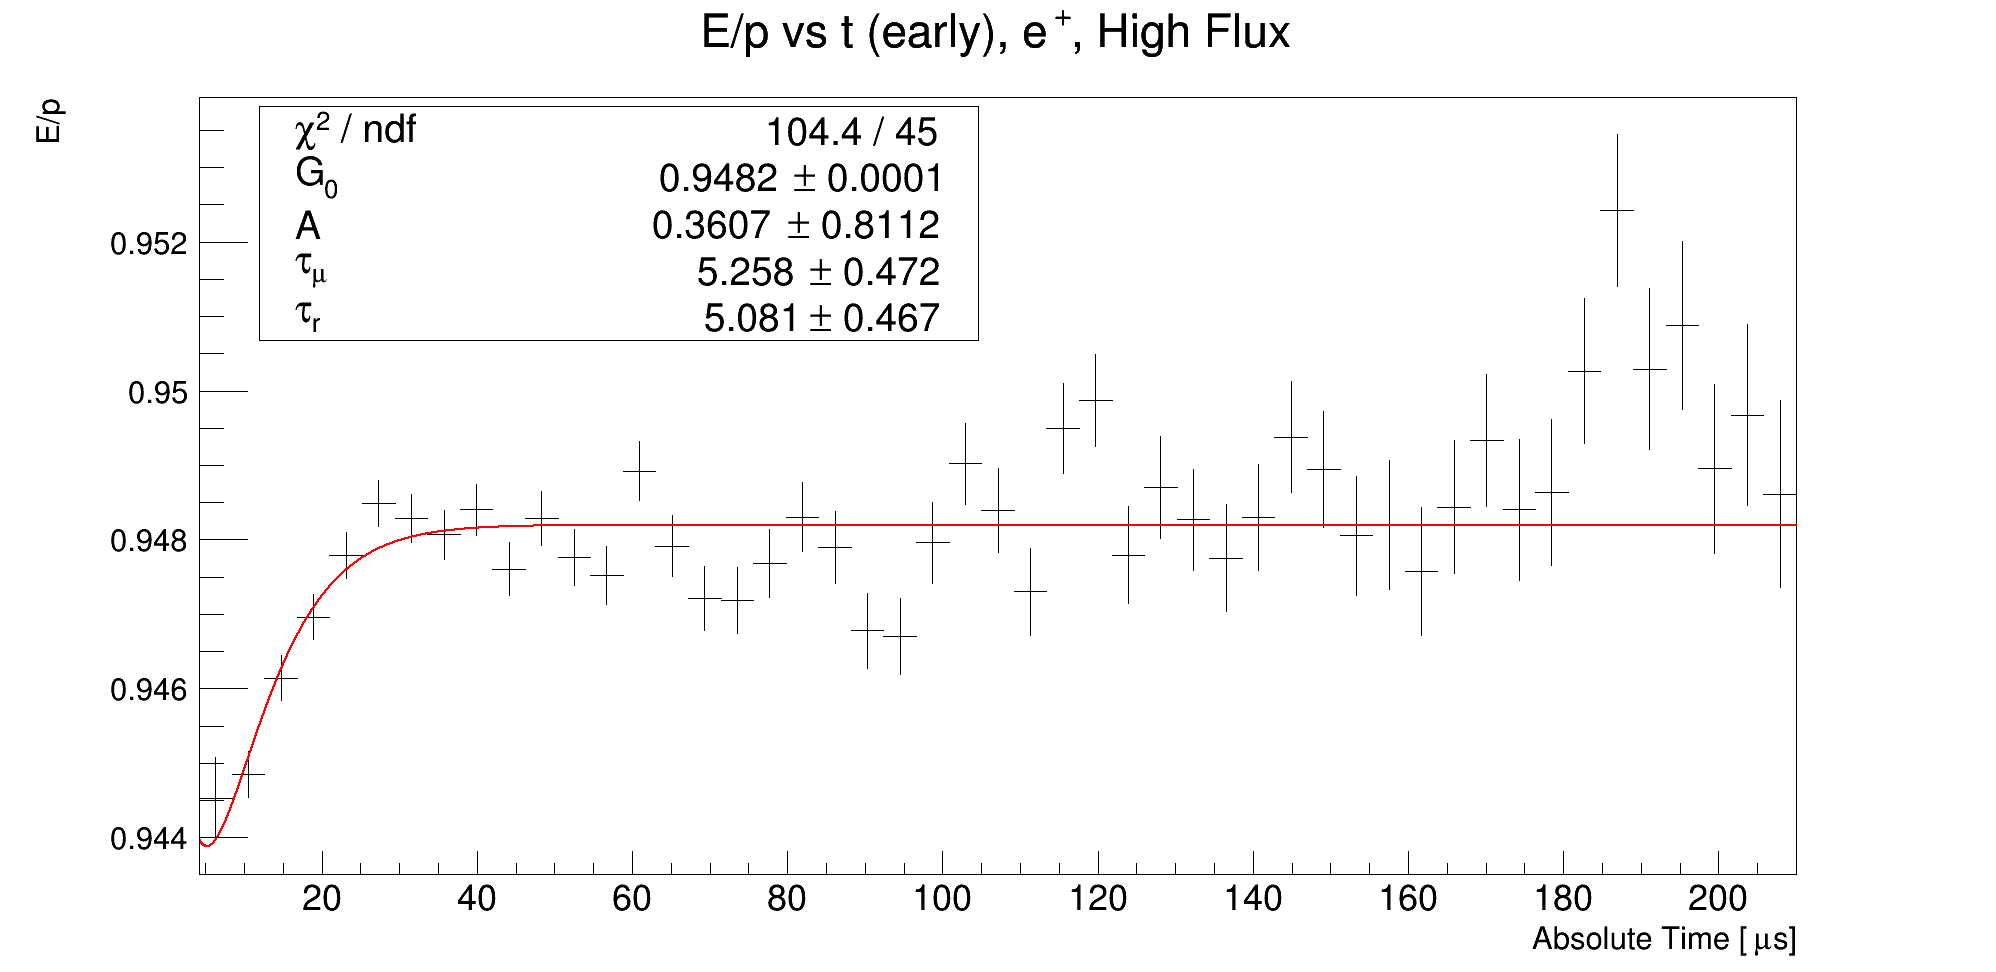 E/p vs t (early), e⁺, High Flux
E/p
χ² / ndf 104.4 / 45
G₀ 0.9482 ± 0.0001
A 0.3607 ± 0.8112
τμ 5.258 ± 0.472
τr 5.081 ± 0.467
0.952
0.95
0.948
0.946
0.944
20 40 60 80 100 120 140 160 180 200
Absolute Time [ μs]